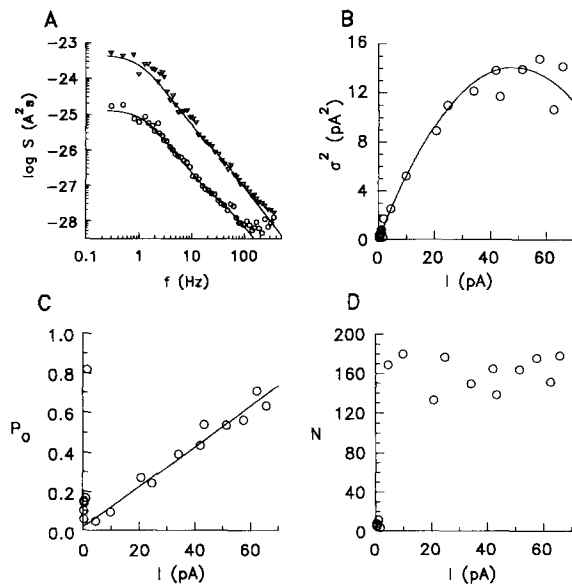 A
-23
-24
-25
-26
-27
-28
log S (A²s)
0.1 1 10 100
f (Hz)
B
16
12
8
4
0
σ² (pA²)
0 20 40 60
I (pA)
C
1.0
0.8
0.6
0.4
0.2
0.0
Po
0 20 40 60
I (pA)
D
200
160
120
80
40
0
N
0 20 40 60
I (pA)